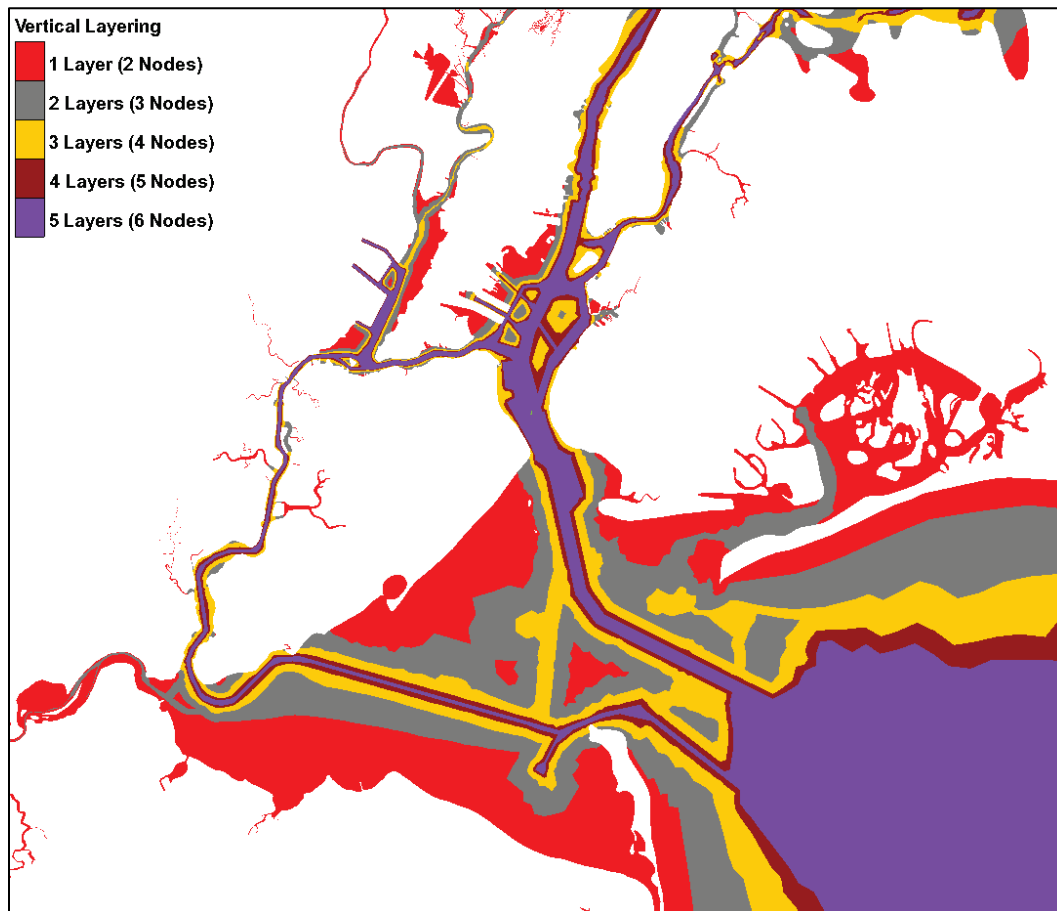 Vertical Layering
1 Layer (2 Nodes)
2 Layers (3 Nodes)
3 Layers (4 Nodes)
4 Layers (5 Nodes)
5 Layers (6 Nodes)